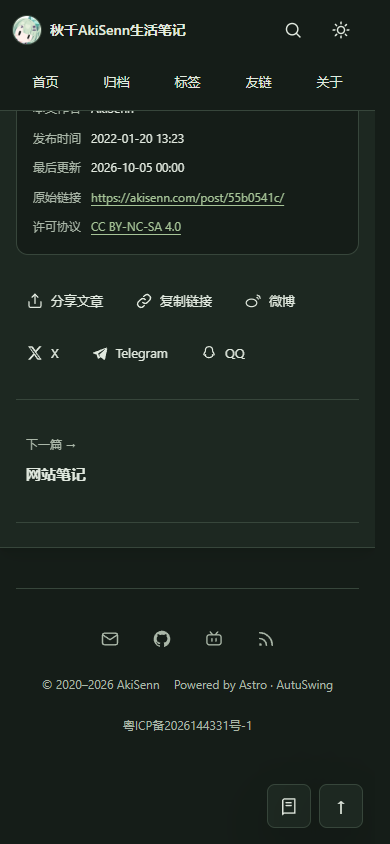 秋千AkiSenn生活笔记
首页 归档 标签 友链 关于
本文作者 AkiSenn
发布时间 2022-01-20 13:23
最后更新 2026-10-05 00:00
原始链接 https://akisenn.com/post/55b0541c/
许可协议 CC BY-NC-SA 4.0
分享文章 复制链接 微博
X Telegram QQ
下一篇 →
网站笔记
© 2020–2026 AkiSenn Powered by Astro · AutuSwing
粤ICP备2026144331号-1
↑